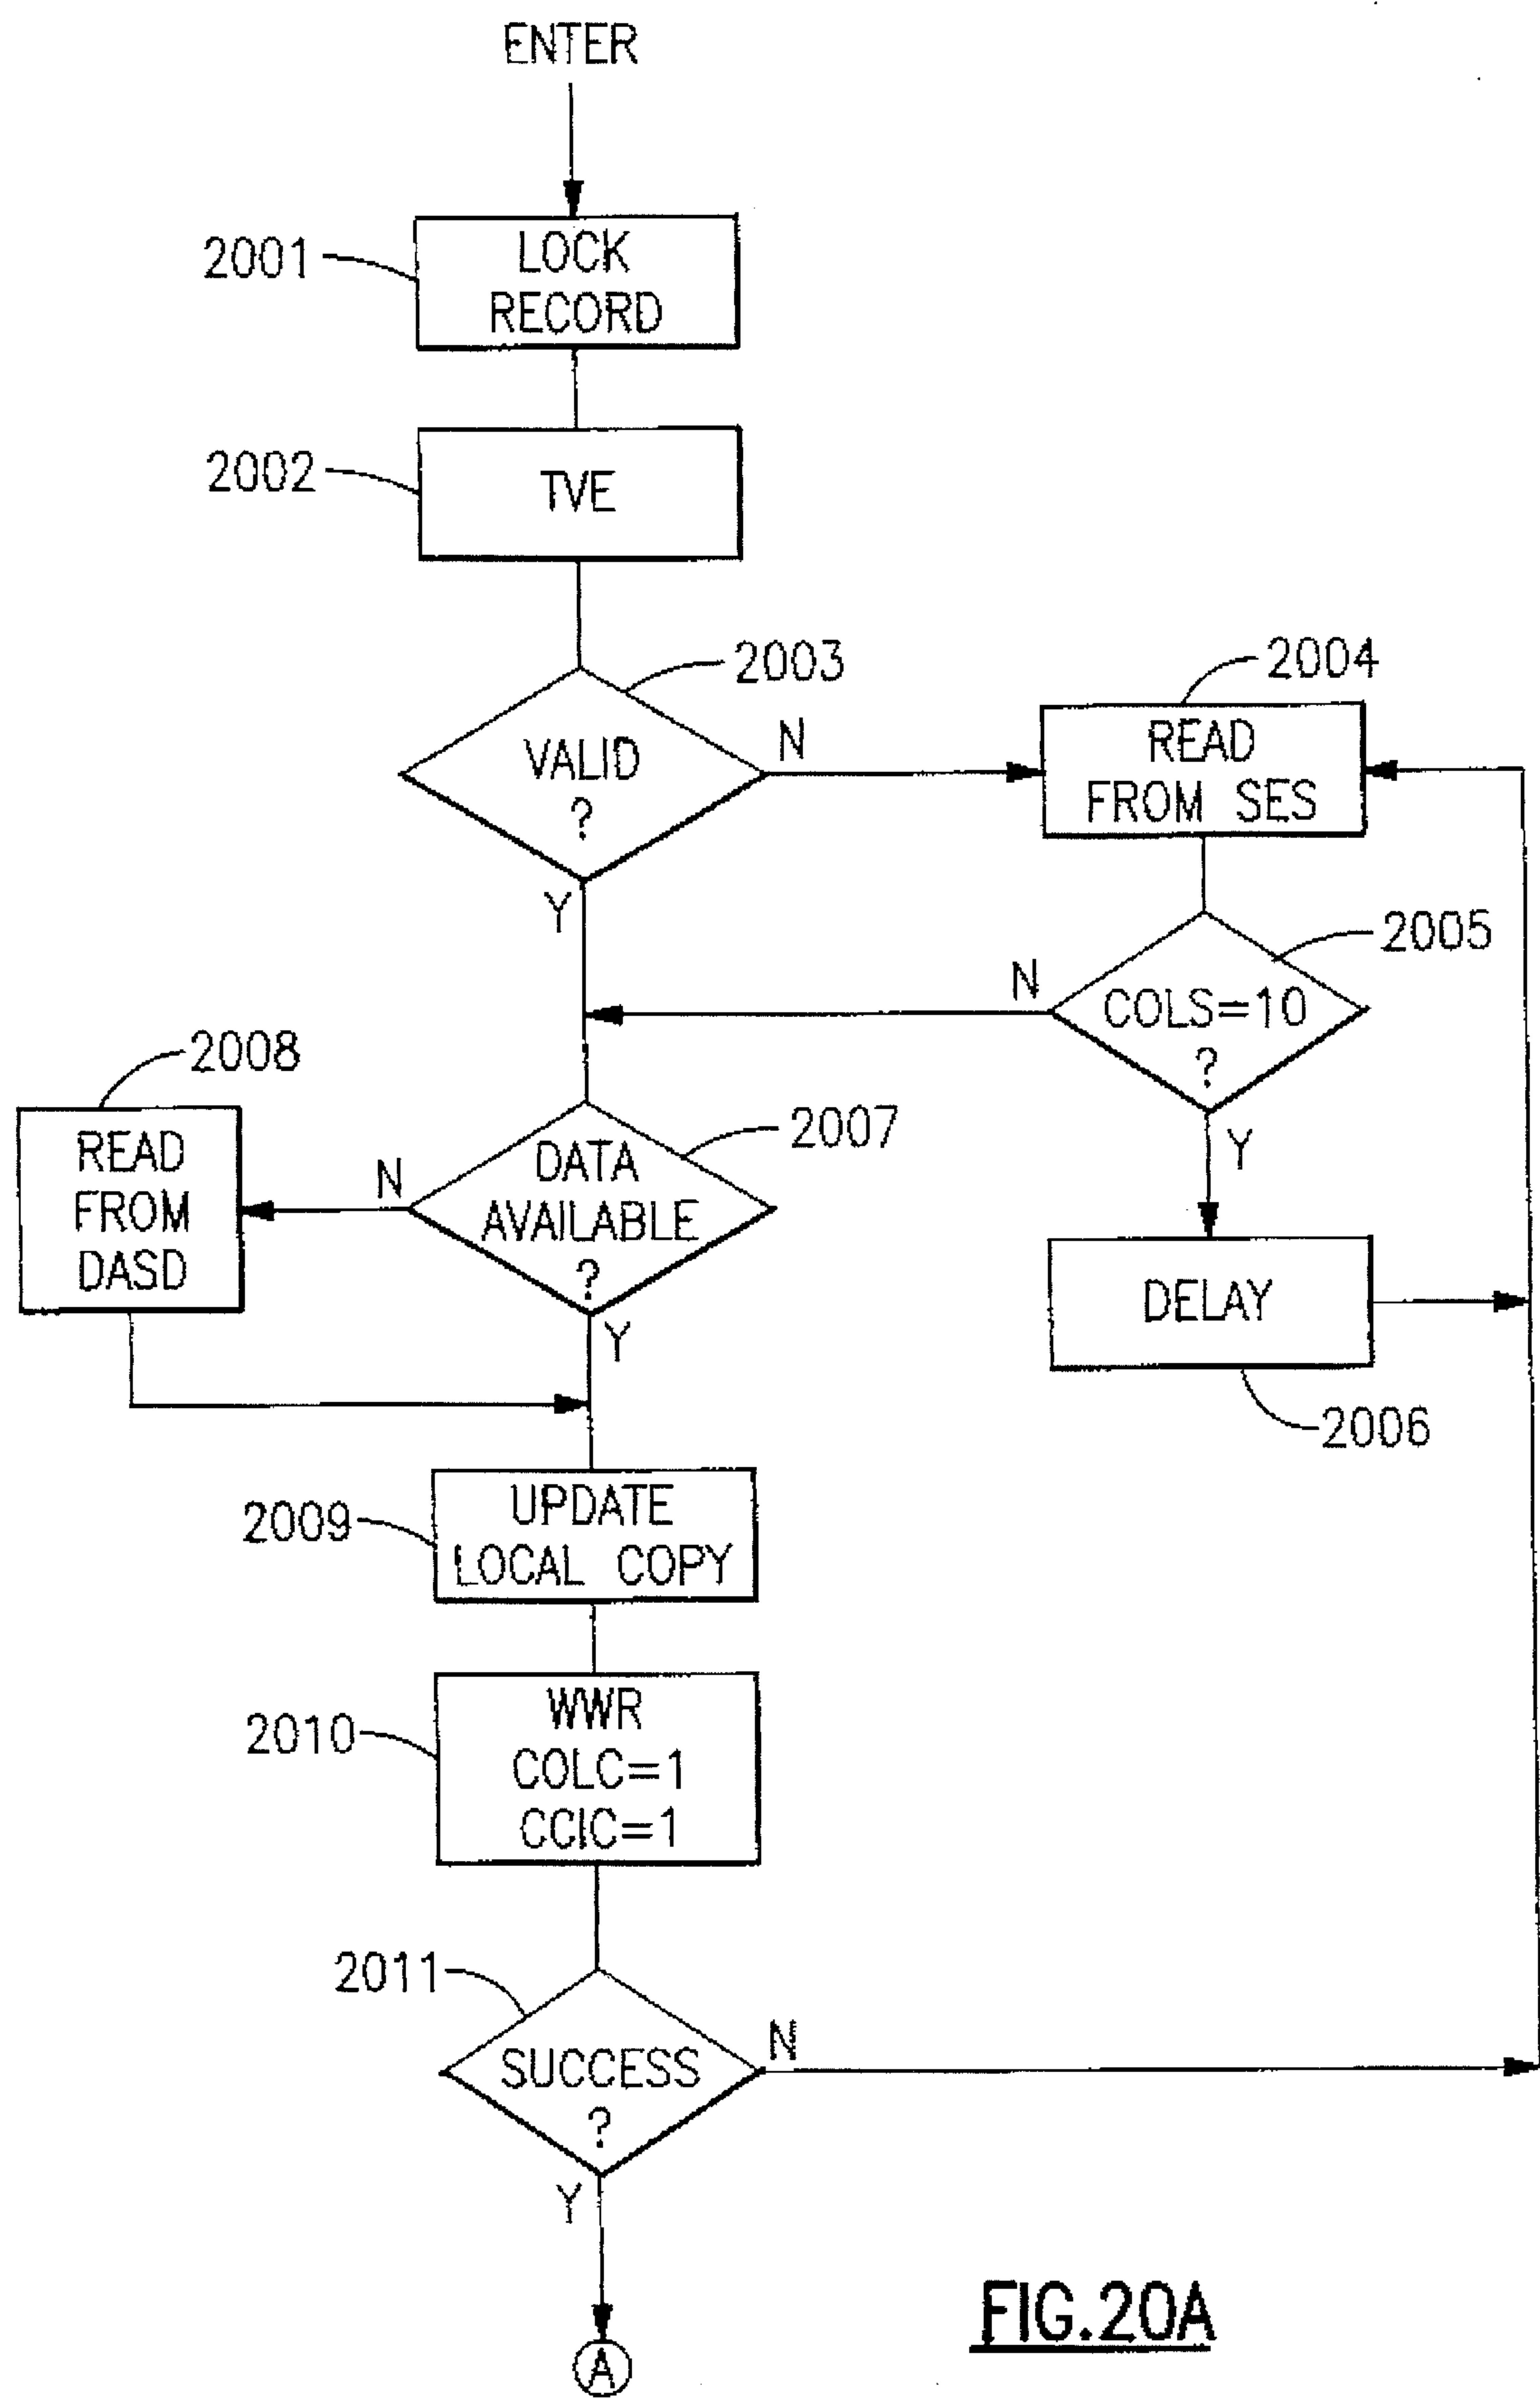 ENTER
2001
LOCK
RECORD
2002
TVE
2003
VALID
?
N
Y
2004
READ
FROM SES
2005
COLS=10
?
N
Y
2006
DELAY
2007
DATA
AVAILABLE
?
N
Y
2008
READ
FROM
DASD
2009
UPDATE
LOCAL COPY
2010
WWR
COLC=1
CCIC=1
2011
SUCCESS
?
N
Y
A
FIG.20A